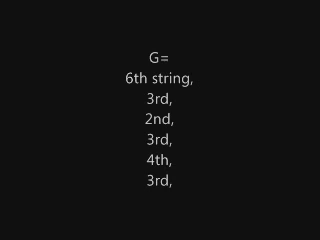 G=
6th string,
3rd,
2nd,
3rd,
4th,
3rd,